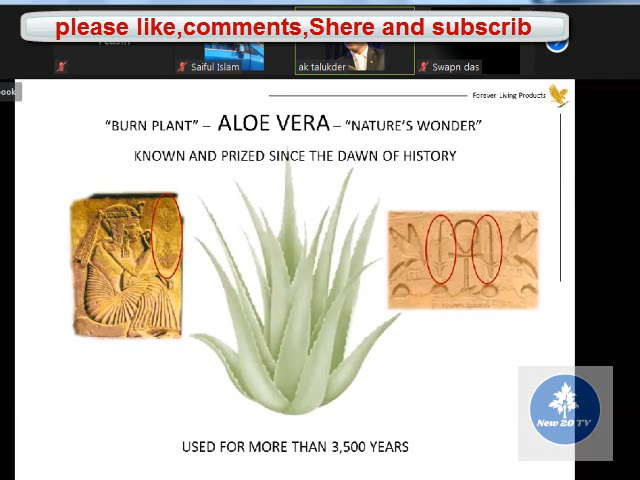 please like,comments,Shere and subscrib
Saiful Islam
ak talukder
Swapn das
ook
Forever Living Products
"BURN PLANT" – ALOE VERA – "NATURE'S WONDER"
KNOWN AND PRIZED SINCE THE DAWN OF HISTORY
New 20 TV
USED FOR MORE THAN 3,500 YEARS